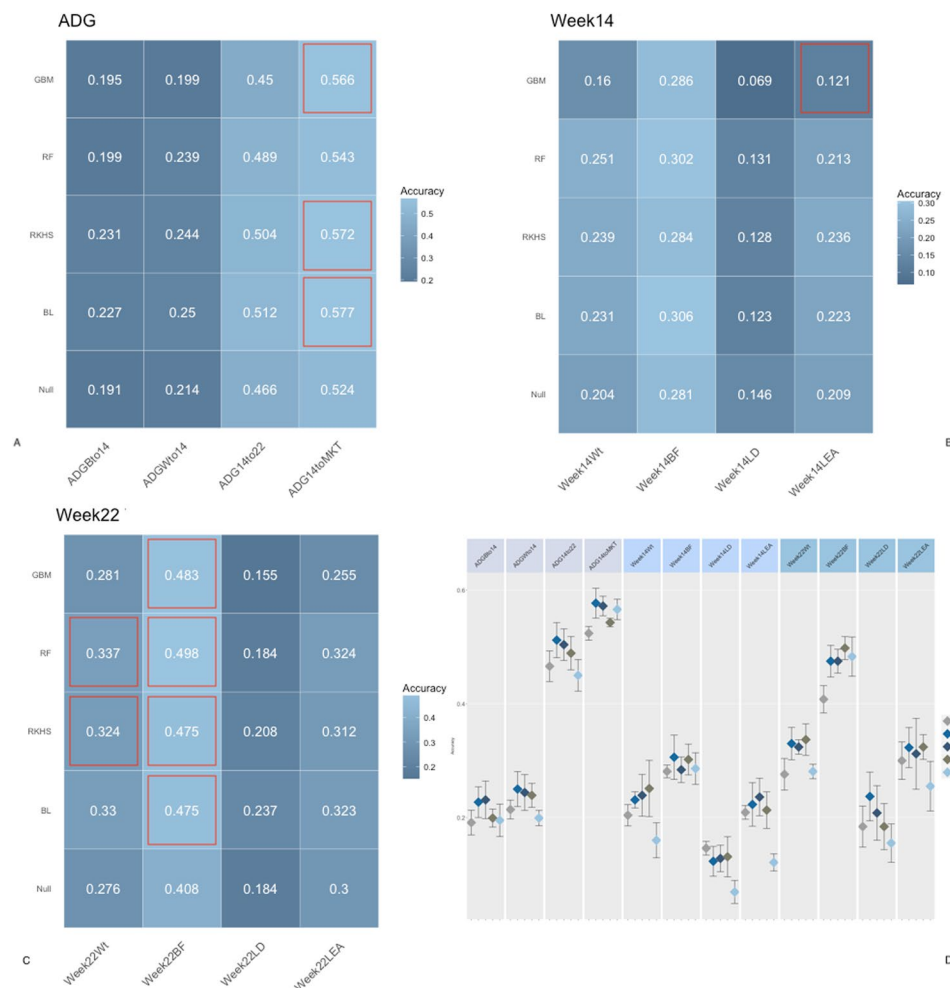 ADG
GBM 0.195 0.199 0.45 0.566
RF 0.199 0.239 0.489 0.543
RKHS 0.231 0.244 0.504 0.572
BL 0.227 0.25 0.512 0.577
Null 0.191 0.214 0.466 0.524
ADGBto14 ADGWto14 ADG14to22 ADG14toMKT
Accuracy
0.5
0.4
0.3
0.2
A
Week14
GBM 0.16 0.286 0.069 0.121
RF 0.251 0.302 0.131 0.213
RKHS 0.239 0.284 0.128 0.236
BL 0.231 0.306 0.123 0.223
Null 0.204 0.281 0.146 0.209
Week14Wt Week14BF Week14LD Week14LEA
Accuracy
0.30
0.25
0.20
0.15
0.10
Week22
GBM 0.281 0.483 0.155 0.255
RF 0.337 0.498 0.184 0.324
RKHS 0.324 0.475 0.208 0.312
BL 0.33 0.475 0.237 0.323
Null 0.276 0.408 0.184 0.3
Week22Wt Week22BF Week22LD Week22LEA
Accuracy
0.4
0.3
0.2
C
ADGBto14 ADGWto14 ADG14to22 ADG14toMKT Week14Wt Week14BF Week14LD Week14LEA Week22Wt Week22BF Week22LD Week22LEA
0.6
0.4
0.2
Accuracy